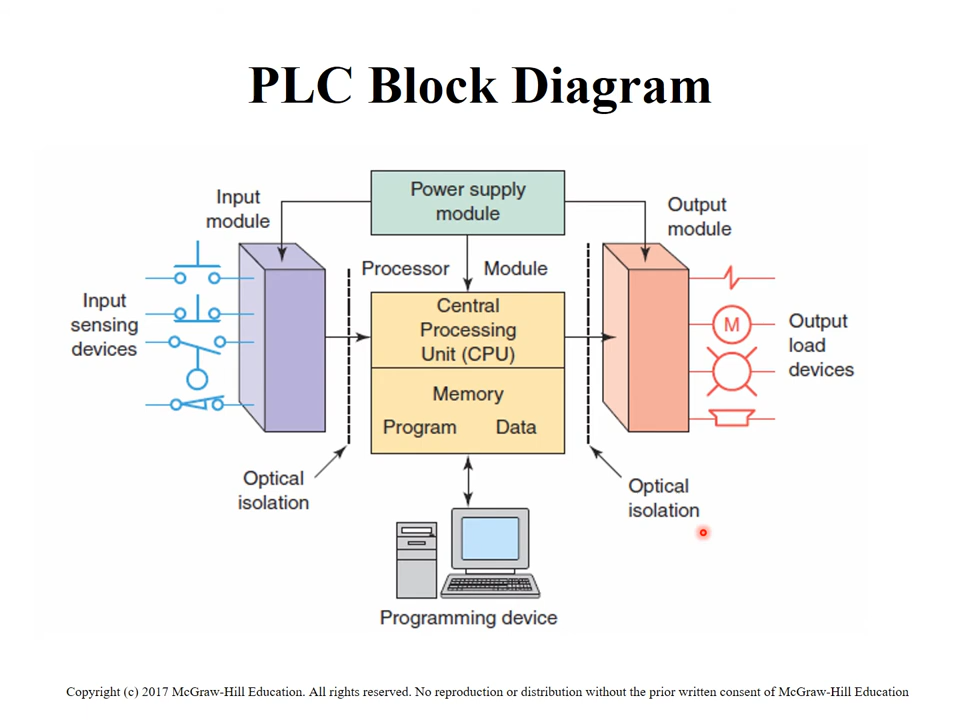 PLC Block Diagram
Power supply
module
Input
module
Output
module
Processor Module
Input
sensing
devices
Central
Processing
Unit (CPU)
M
Output
load
devices
Memory
Program Data
Optical
isolation
Optical
isolation
Programming device
Copyright (c) 2017 McGraw-Hill Education. All rights reserved. No reproduction or distribution without the prior written consent of McGraw-Hill Education